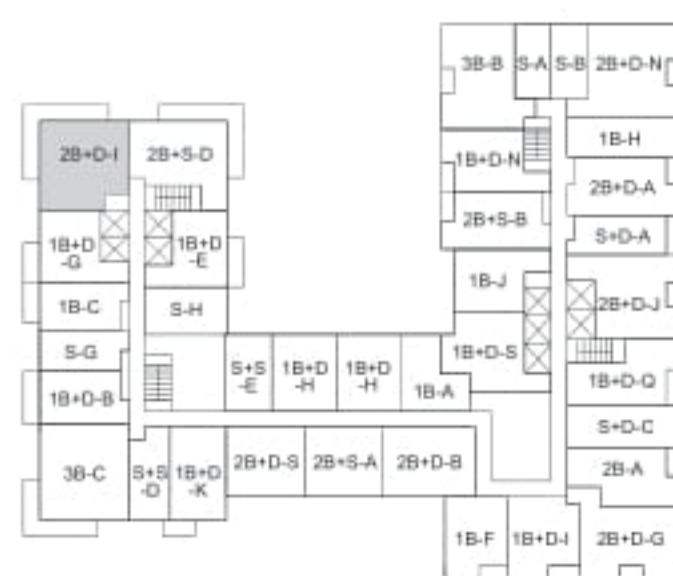 3B-B
S-A
S-B
2B+D-N
2B+D-I
2B+S-D
1B+D-N
1B-H
2B+D-A
2B+S-B
S+D-A
1B+D
-G
1B+D
-E
1B-J
2B+D-J
1B-C
S-H
S-G
1B+D-S
S+S
-E
1B+D
-H
1B+D
-H
1B-A
1B+D-Q
1B+D-B
S+D-C
3B-C
S+S
-D
1B+D
-K
2B+D-S
2B+S-A
2B+D-B
2B-A
1B-F
1B+D-I
2B+D-G